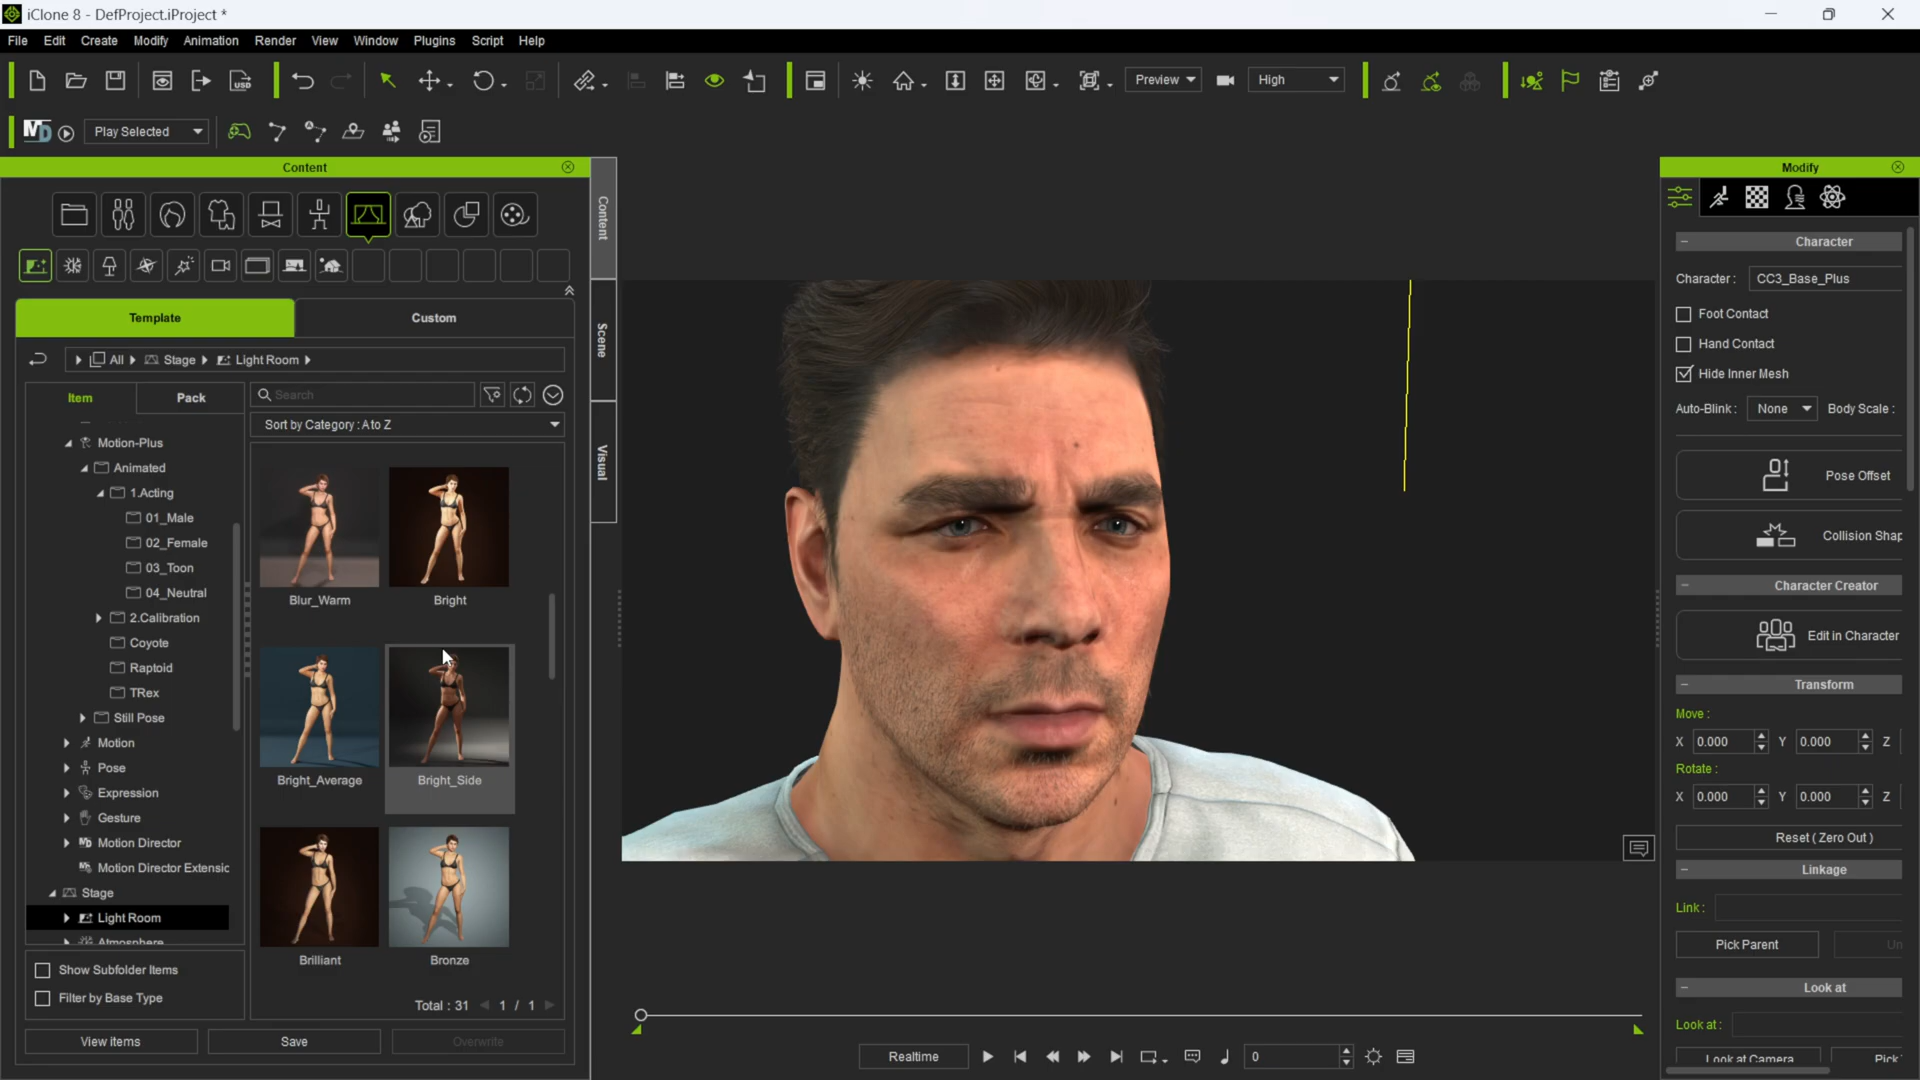 iClone 8 - DefProject.iProject *
File Edit Create Modify Animation Render View Window Plugins Script Help
USD
Preview
High
MD
Play Selected
Content
Modify
Content
Scene
Visual
Template
Custom
All Stage Light Room
Item
Pack
Search
Sort by Category : A to Z
Motion-Plus
Animated
1.Acting
01_Male
02_Female
03_Toon
04_Neutral
2.Calibration
Coyote
Raptoid
TRex
Still Pose
Motion
Pose
Expression
Gesture
Motion Director
Motion Director Extensic
Stage
Light Room
Atmosphere
Blur_Warm
Bright
Bright_Average
Bright_Side
Brilliant
Bronze
Show Subfolder Items
Filter by Base Type
Total : 31 1 / 1
View items
Save
Overwrite
Realtime
0
Character
Character : CC3_Base_Plus
Foot Contact
Hand Contact
Hide Inner Mesh
Auto-Blink : None Body Scale :
Pose Offset
Collision Shap
Character Creator
Edit in Character
Transform
Move :
X 0.000 Y 0.000 Z
Rotate :
X 0.000 Y 0.000 Z
Reset ( Zero Out )
Linkage
Link :
Pick Parent
Un
Look at
Look at :
Look at Camera
Pick